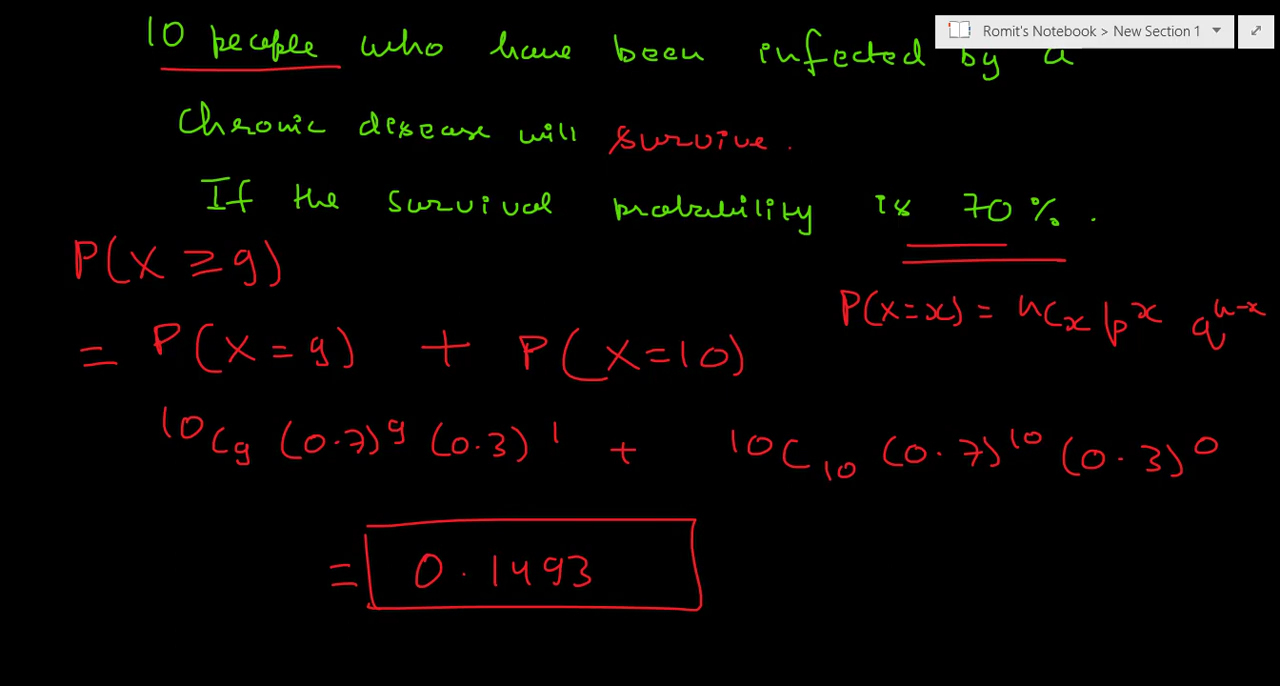 Romit's Notebook > New Section 1
10 people who have been infected by a
chronic disease will survive.
If the survival probability is 70%.
P(X ≥ 9)
P(X=x) = nCx p^x q^n-x
= P(X=9) + P(X=10)
10C9 (0.7)^9 (0.3)^1 + 10C10 (0.7)^10 (0.3)^0
= 0.1493